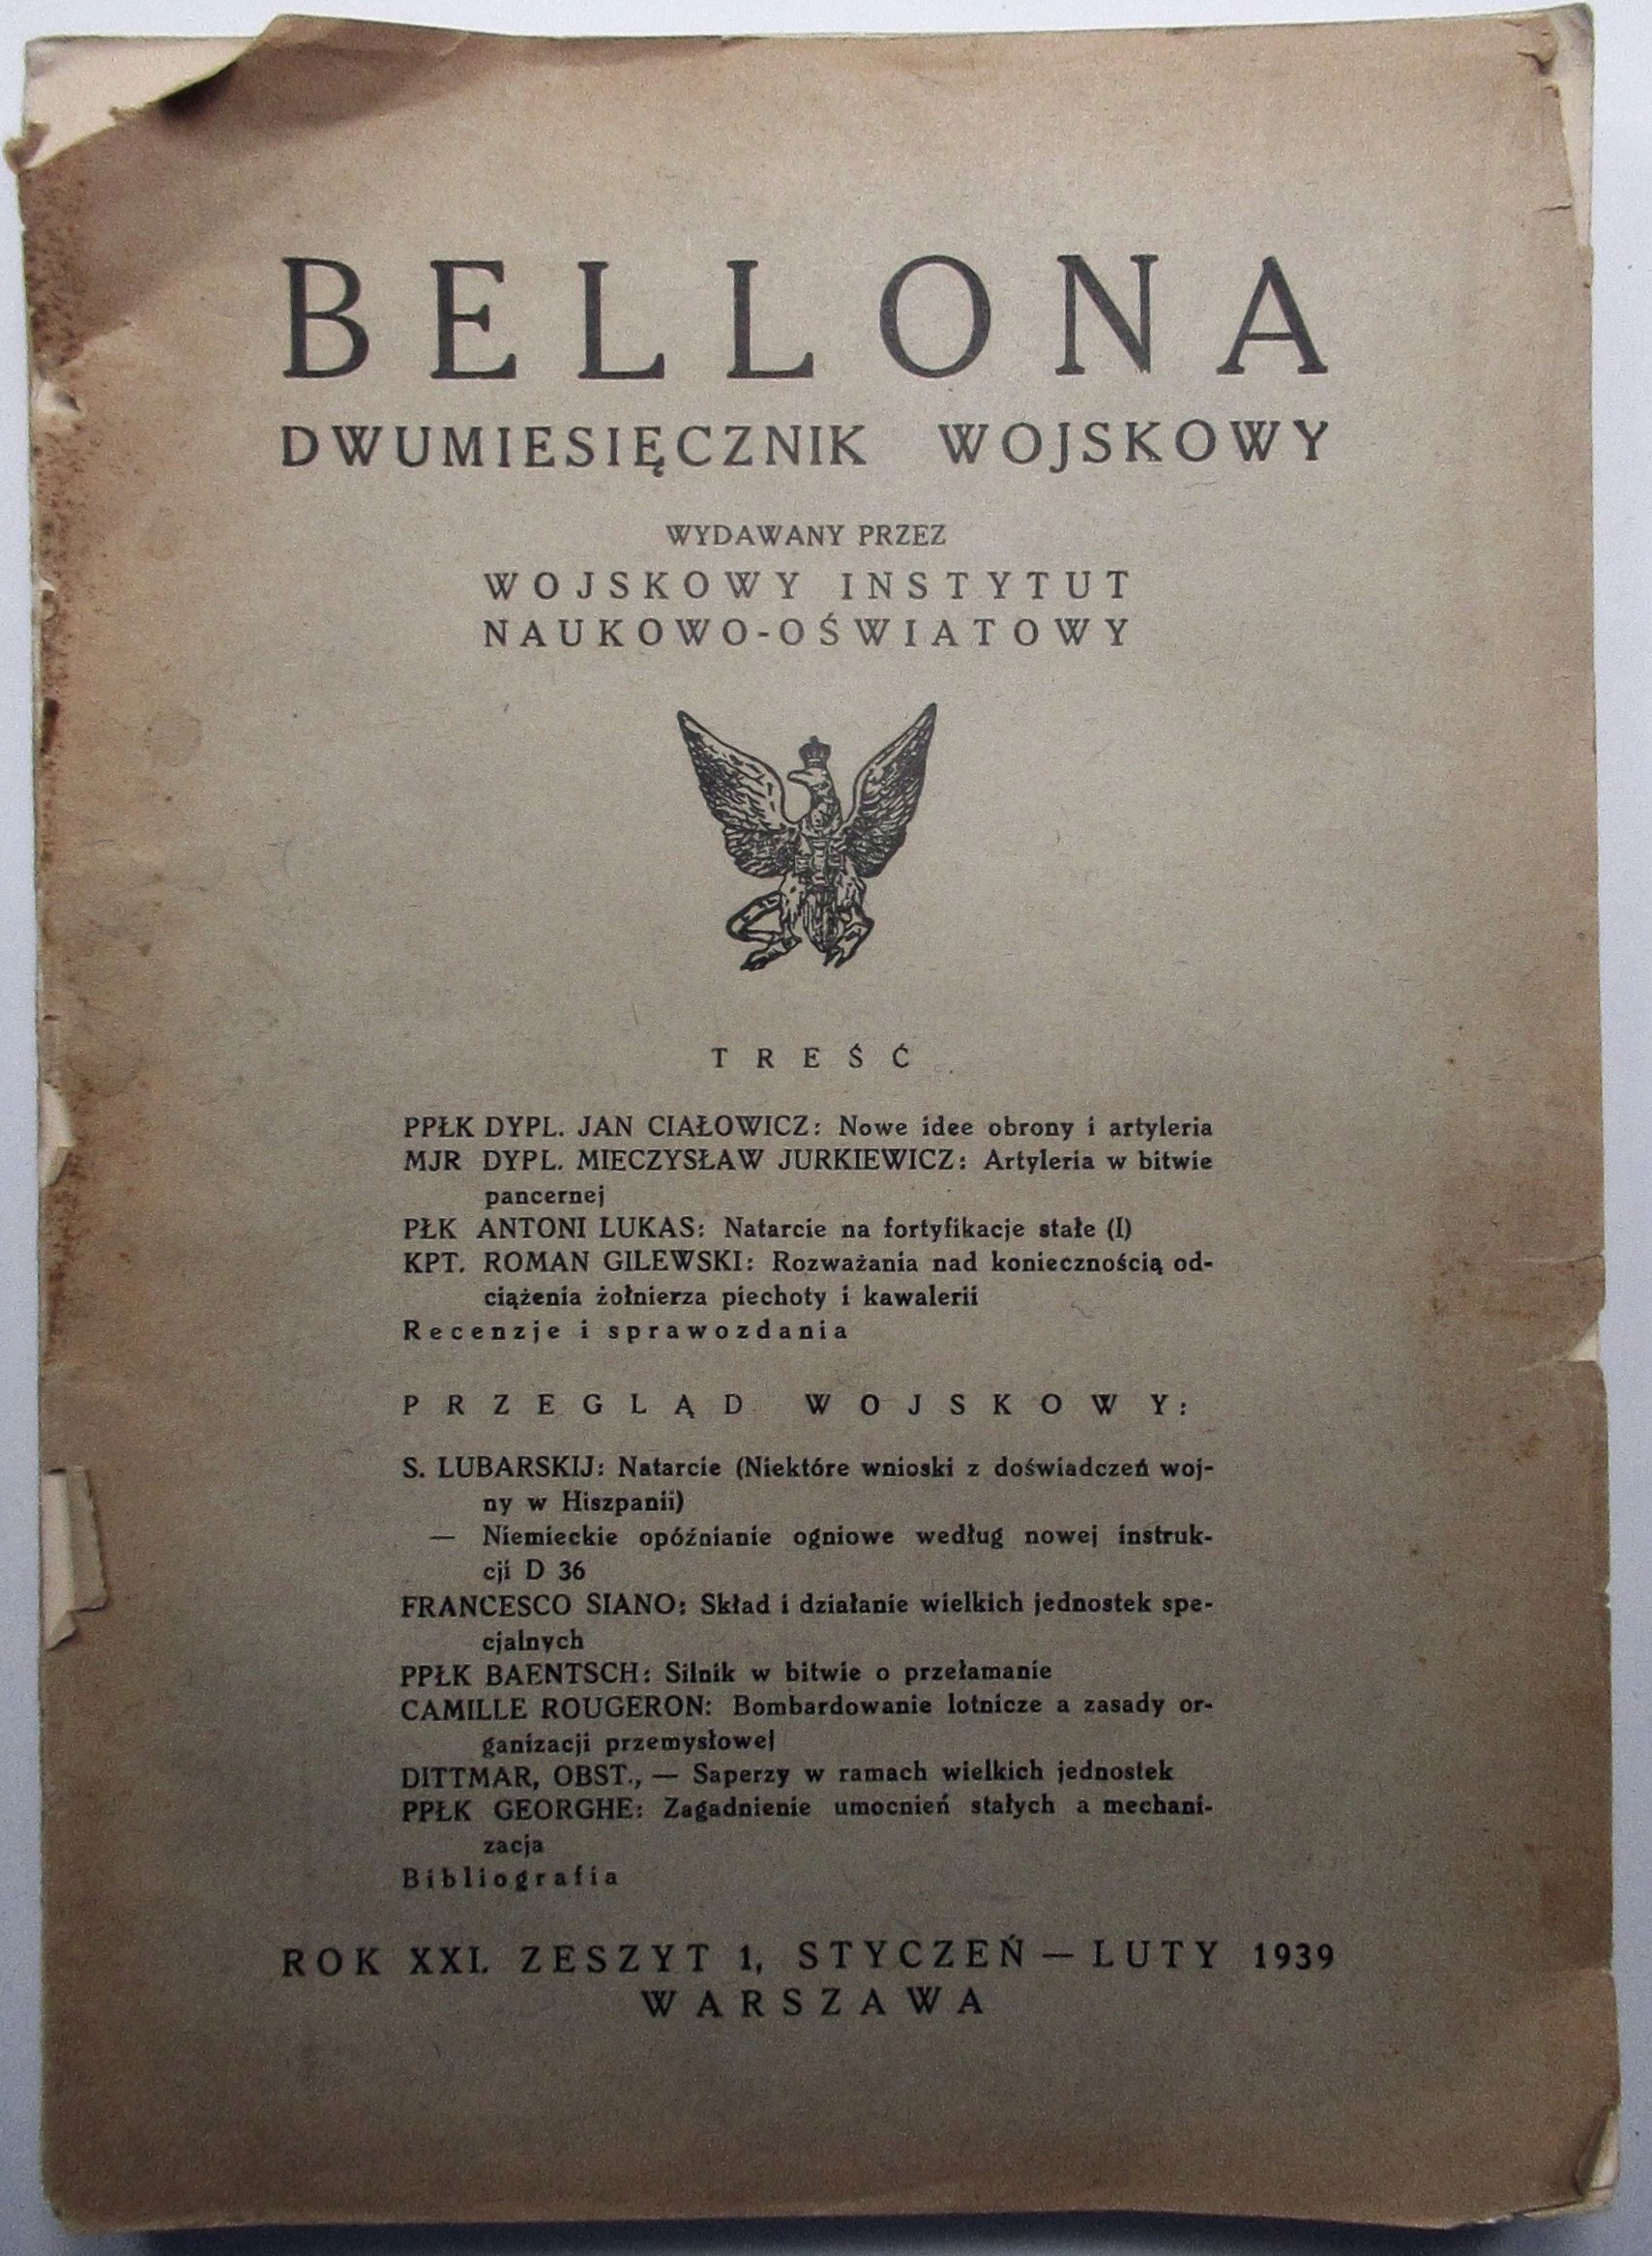 BELLONA
DWUMIESIĘCZNIK WOJSKOWY
WYDAWANY PRZEZ
WOJSKOWY INSTYTUT
NAUKOWO-OŚWIATOWY
TREŚĆ
PPŁK DYPL. JAN CIAŁOWICZ: Nowe idee obrony i artyleria
MJR DYPL. MIECZYSŁAW JURKIEWICZ: Artyleria w bitwie
pancernej
PŁK ANTONI LUKAS: Natarcie na fortyfikacje stałe (I)
KPT. ROMAN GILEWSKI: Rozważania nad koniecznością od-
ciążenia żołnierza piechoty i kawalerii
Recenzje i sprawozdania
PRZEGLĄD WOJSKOWY:
S. LUBARSKIJ: Natarcie (Niektóre wnioski z doświadczeń woj-
ny w Hiszpanii)
— Niemieckie opóźnianie ogniowe według nowej instruk-
cji D 36
FRANCESCO SIANO: Skład i działanie wielkich jednostek spe-
cjalnych
PPŁK BAENTSCH: Silnik w bitwie o przełamanie
CAMILLE ROUGERON: Bombardowanie lotnicze a zasady or-
ganizacji przemysłowej
DITTMAR, OBST., — Saperzy w ramach wielkich jednostek
PPŁK GEORGHE: Zagadnienie umocnień stałych a mechani-
zacja
Bibliografia
ROK XXI. ZESZYT 1, STYCZEŃ — LUTY 1939
WARSZAWA